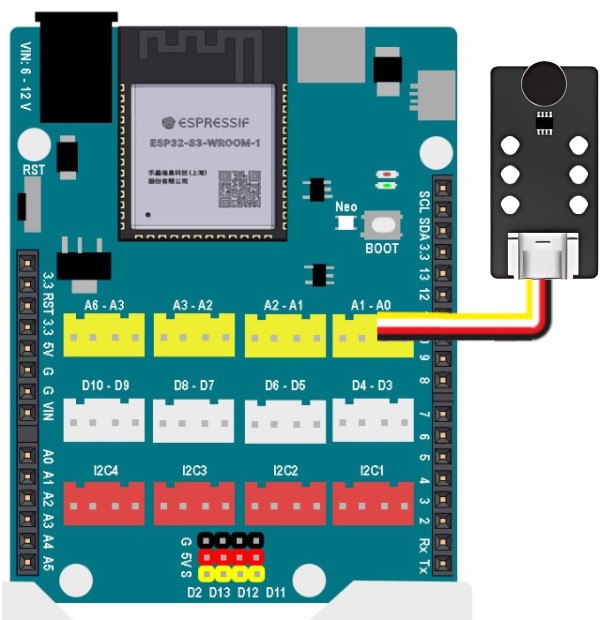 VIN: 6 - 12 V
ESPRESSIF
ESP32-S3-WROOM-1
乐鑫信息科技(上海)
股份有限公司
RST
Neo
BOOT
SCL
SDA
3.3
13
12
9
8
7
6
5
4
3
2
Rx
Tx
3.3
RST
3.3
5V
G
G
VIN
A0
A1
A2
A3
A4
A5
A6 - A3
A3 - A2
A2 - A1
A1 - A0
D10 - D9
D8 - D7
D6 - D5
D4 - D3
I2C4
I2C3
I2C2
I2C1
G
5V
S
D2 D13 D12 D11